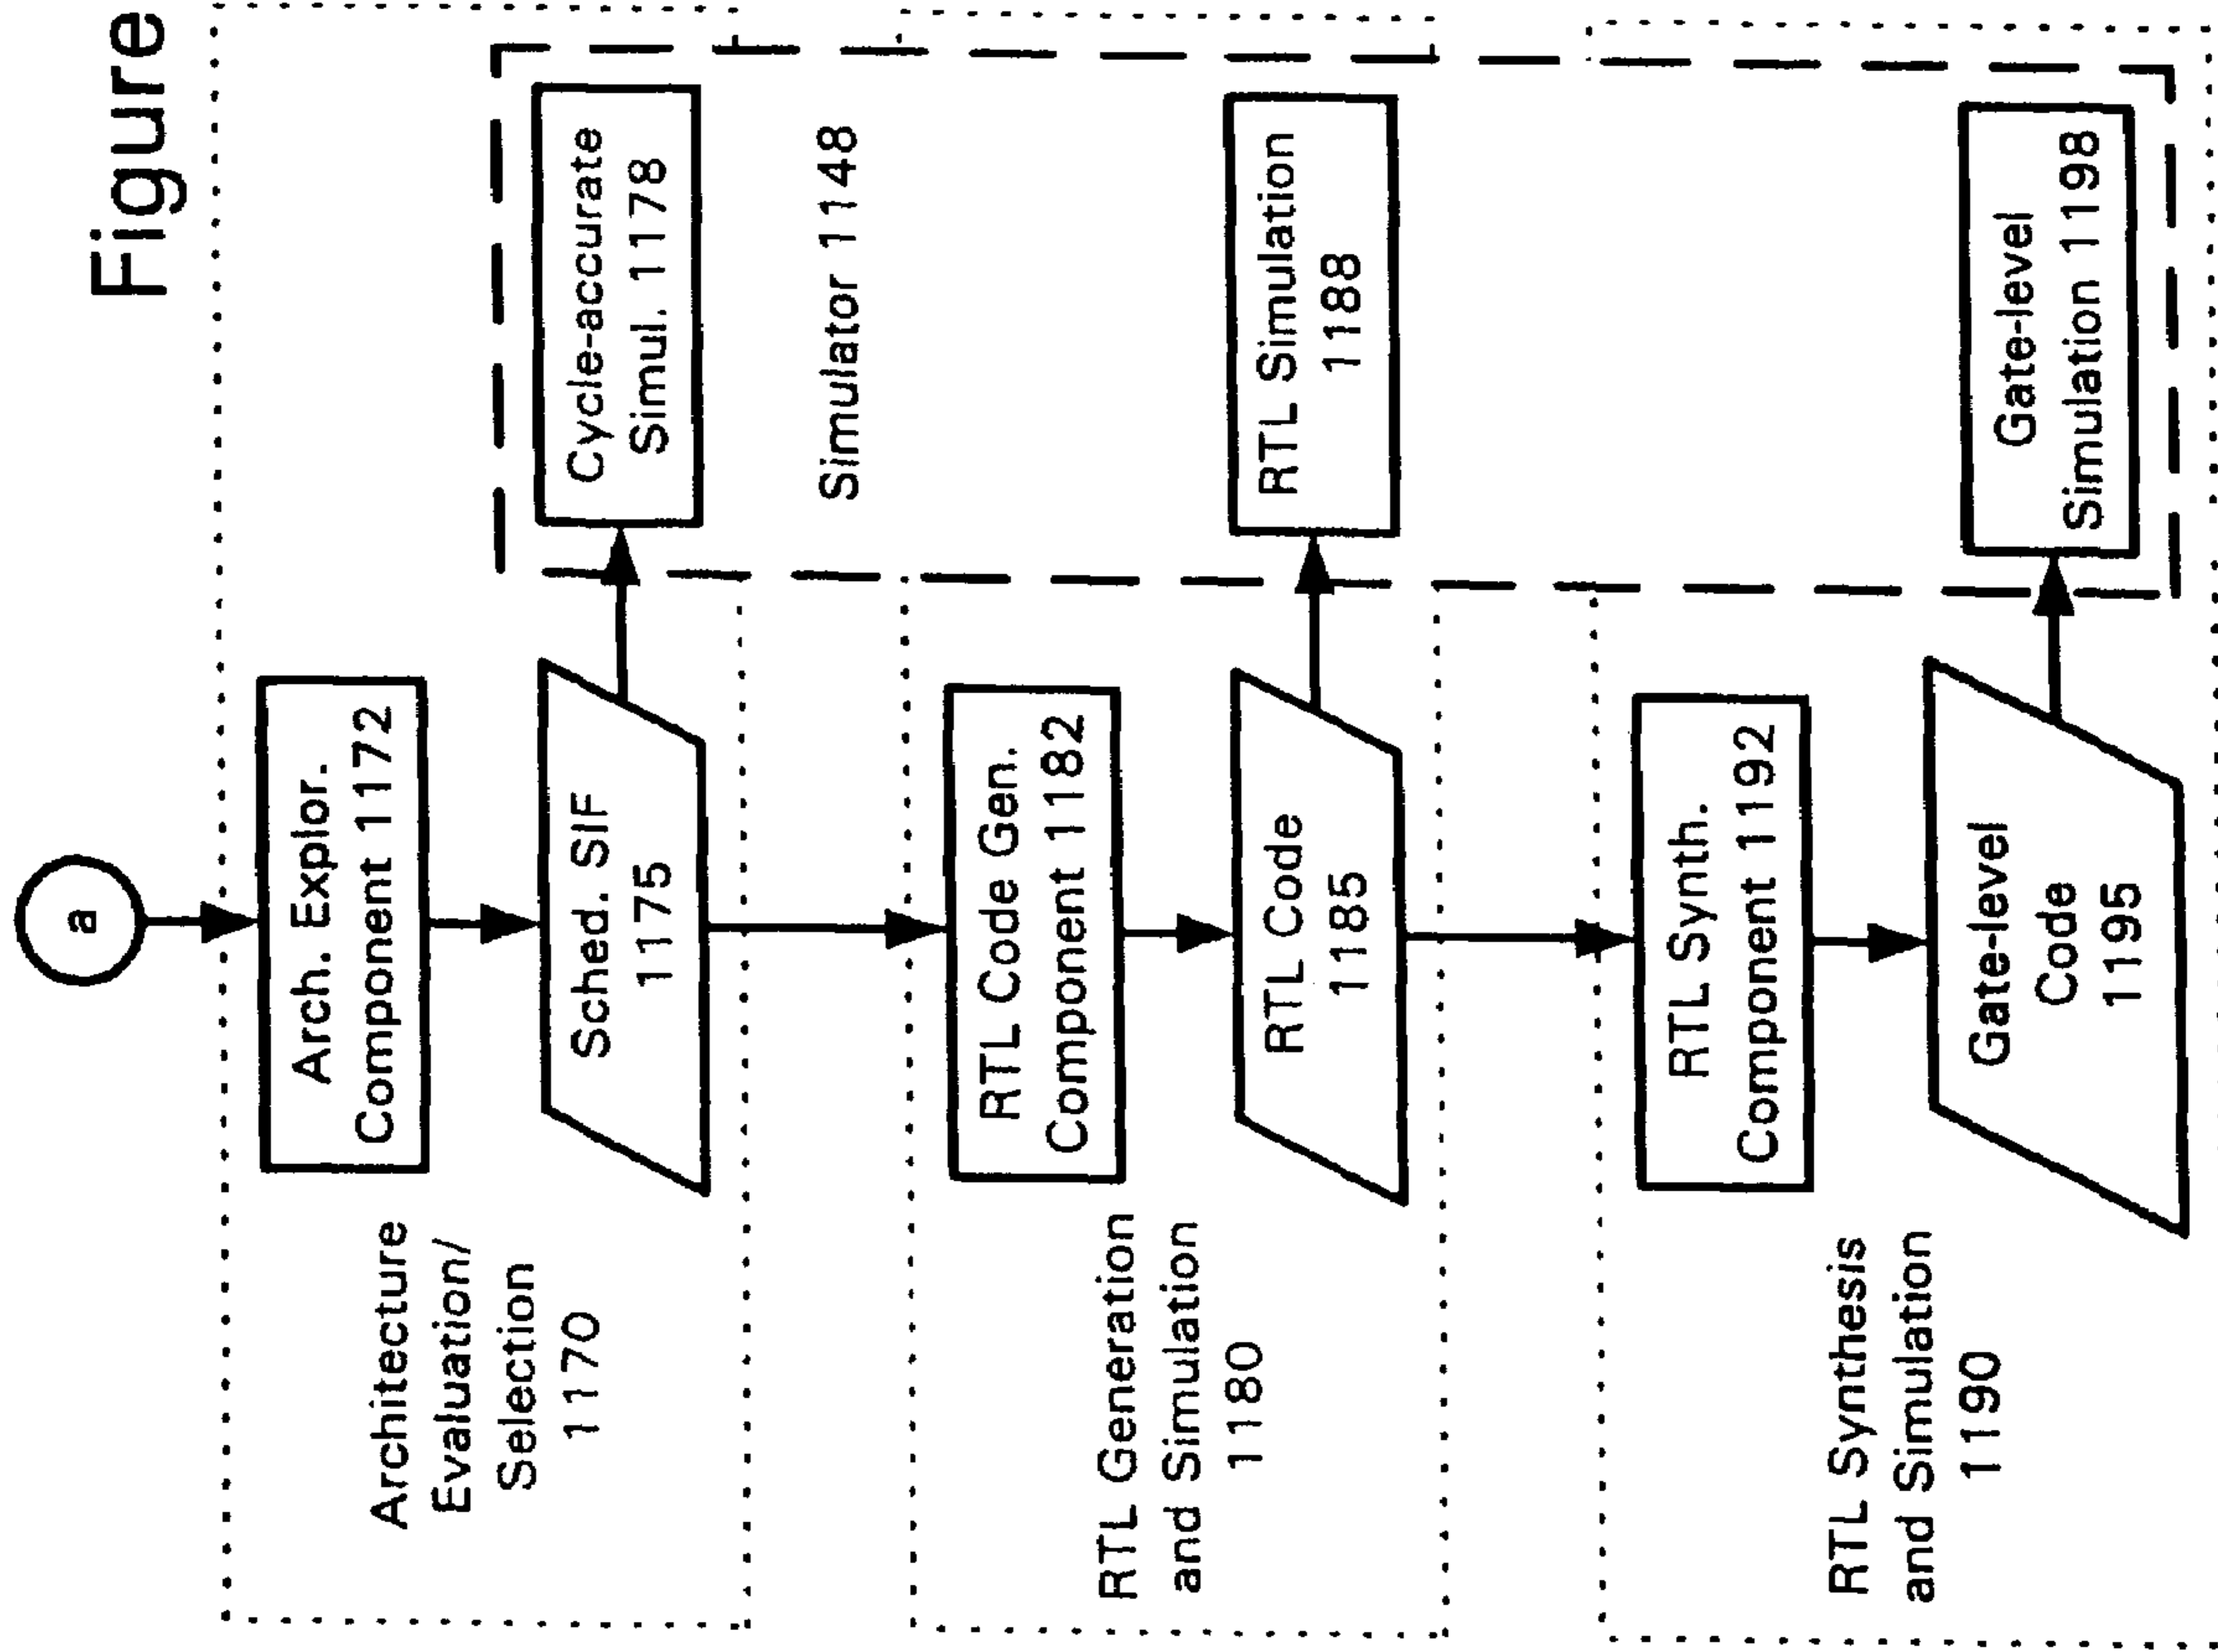 Figure
a
Arch. Explor.
Component 1172
Architecture
Evaluation/
Selection
1170
Sched. SIF
1175
Cycle-accurate
Simul. 1178
Simulator 1148
RTL Code Gen.
Component 1182
RTL Generation
and Simulation
1180
RTL Code
1185
RTL Simulation
1188
RTL Synth.
Component 1192
RTL Synthesis
and Simulation
1190
Gate-level
Code
1195
Gate-level
Simulation 1198